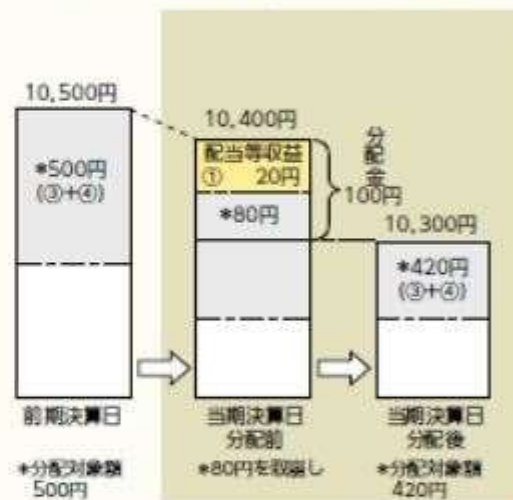 10,500円
*500円
(③+④)
前期決算日
*分配対象額
500円
10,400円
配当等収益
① 20円
*80円
分配金
100円
当期決算日
分配前
*80円を取崩し
10,300円
*420円
(③+④)
当期決算日
分配後
*分配対象額
420円